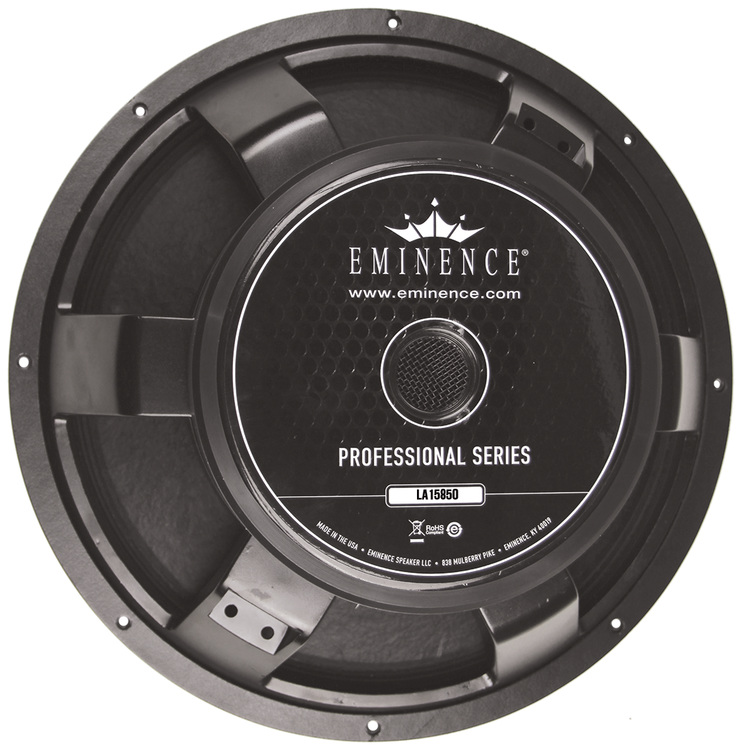 EMINENCE®
www.eminence.com
PROFESSIONAL SERIES
LA15850
RoHS
Compliant
e
MADE IN THE USA • EMINENCE SPEAKER LLC • 838 MULBERRY PIKE • EMINENCE, KY 40019